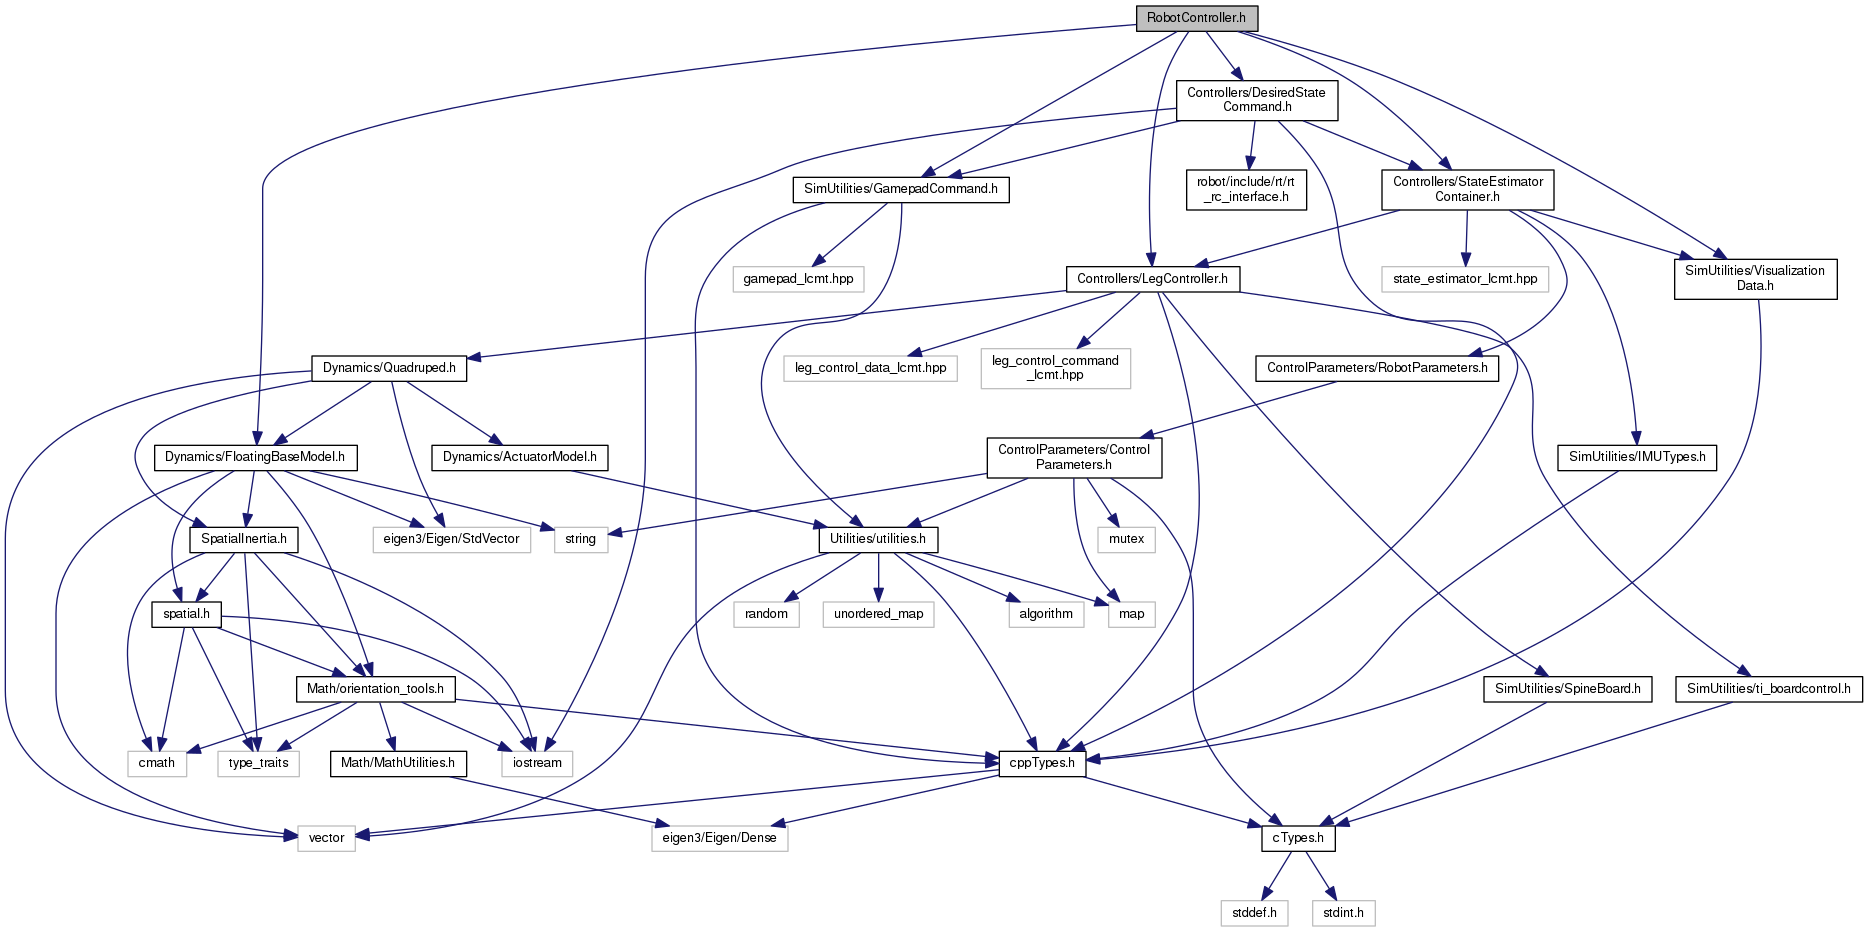 RobotController.h
Controllers/DesiredState
Command.h
SimUtilities/GamepadCommand.h
robot/include/rt/rt
_rc_interface.h
Controllers/StateEstimator
Container.h
gamepad_lcmt.hpp
Controllers/LegController.h
state_estimator_lcmt.hpp
SimUtilities/Visualization
Data.h
Dynamics/Quadruped.h
leg_control_data_lcmt.hpp
leg_control_command
_lcmt.hpp
ControlParameters/RobotParameters.h
Dynamics/FloatingBaseModel.h
Dynamics/ActuatorModel.h
ControlParameters/Control
Parameters.h
SimUtilities/IMUTypes.h
SpatialInertia.h
eigen3/Eigen/StdVector
string
Utilities/utilities.h
mutex
spatial.h
random
unordered_map
algorithm
map
Math/orientation_tools.h
SimUtilities/SpineBoard.h
SimUtilities/ti_boardcontrol.h
cmath
type_traits
Math/MathUtilities.h
iostream
cppTypes.h
vector
eigen3/Eigen/Dense
cTypes.h
stddef.h
stdint.h